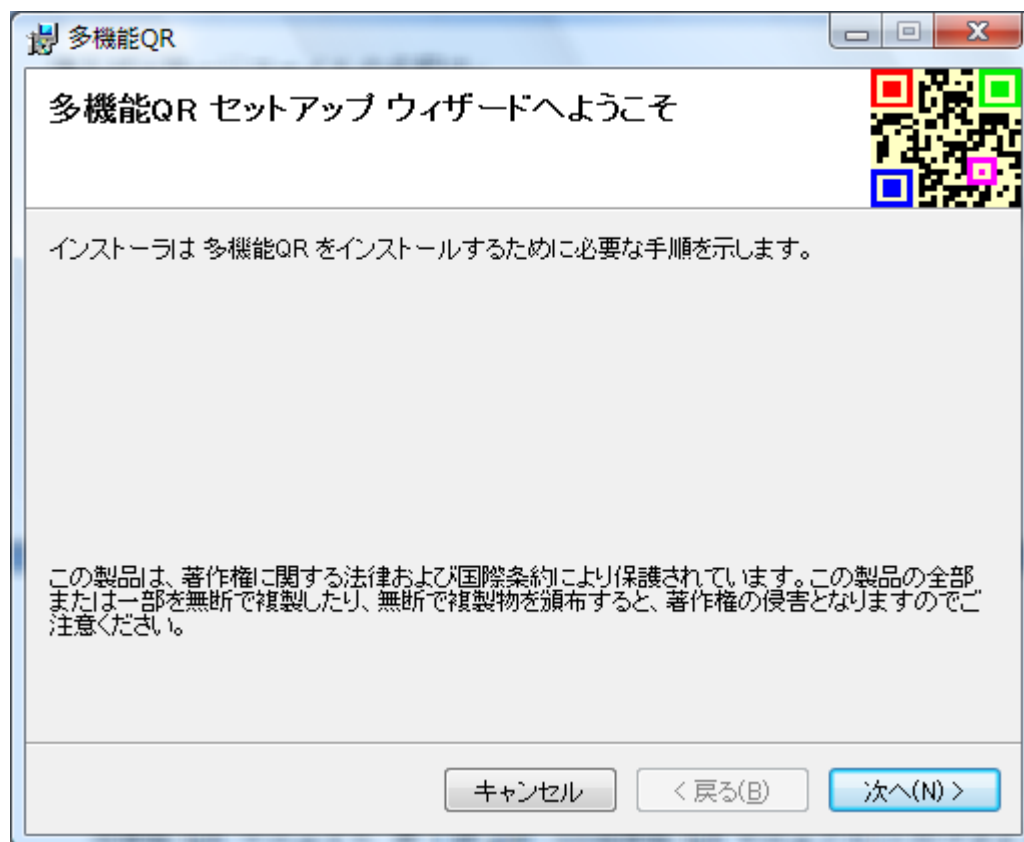 多機能QR
多機能QR セットアップ ウィザードへようこそ
インストーラは 多機能QR をインストールするために必要な手順を示します。
この製品は、著作権に関する法律および国際条約により保護されています。この製品の全部
または一部を無断で複製したり、無断で複製物を頒布すると、著作権の侵害となりますのでご
注意ください。
キャンセル
< 戻る(B)
次へ(N) >